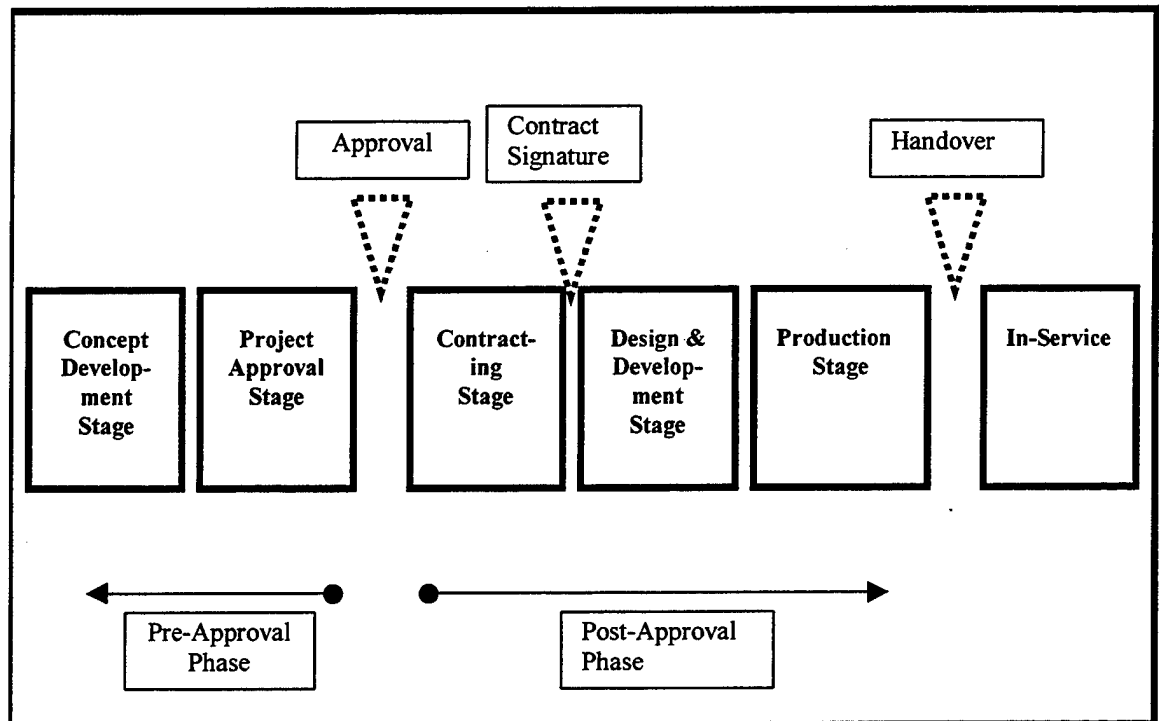 Approval
Contract
Signature
Handover
Concept
Develop-
ment
Stage
Project
Approval
Stage
Contract-
ing
Stage
Design &
Develop-
ment
Stage
Production
Stage
In-Service
Pre-Approval
Phase
Post-Approval
Phase